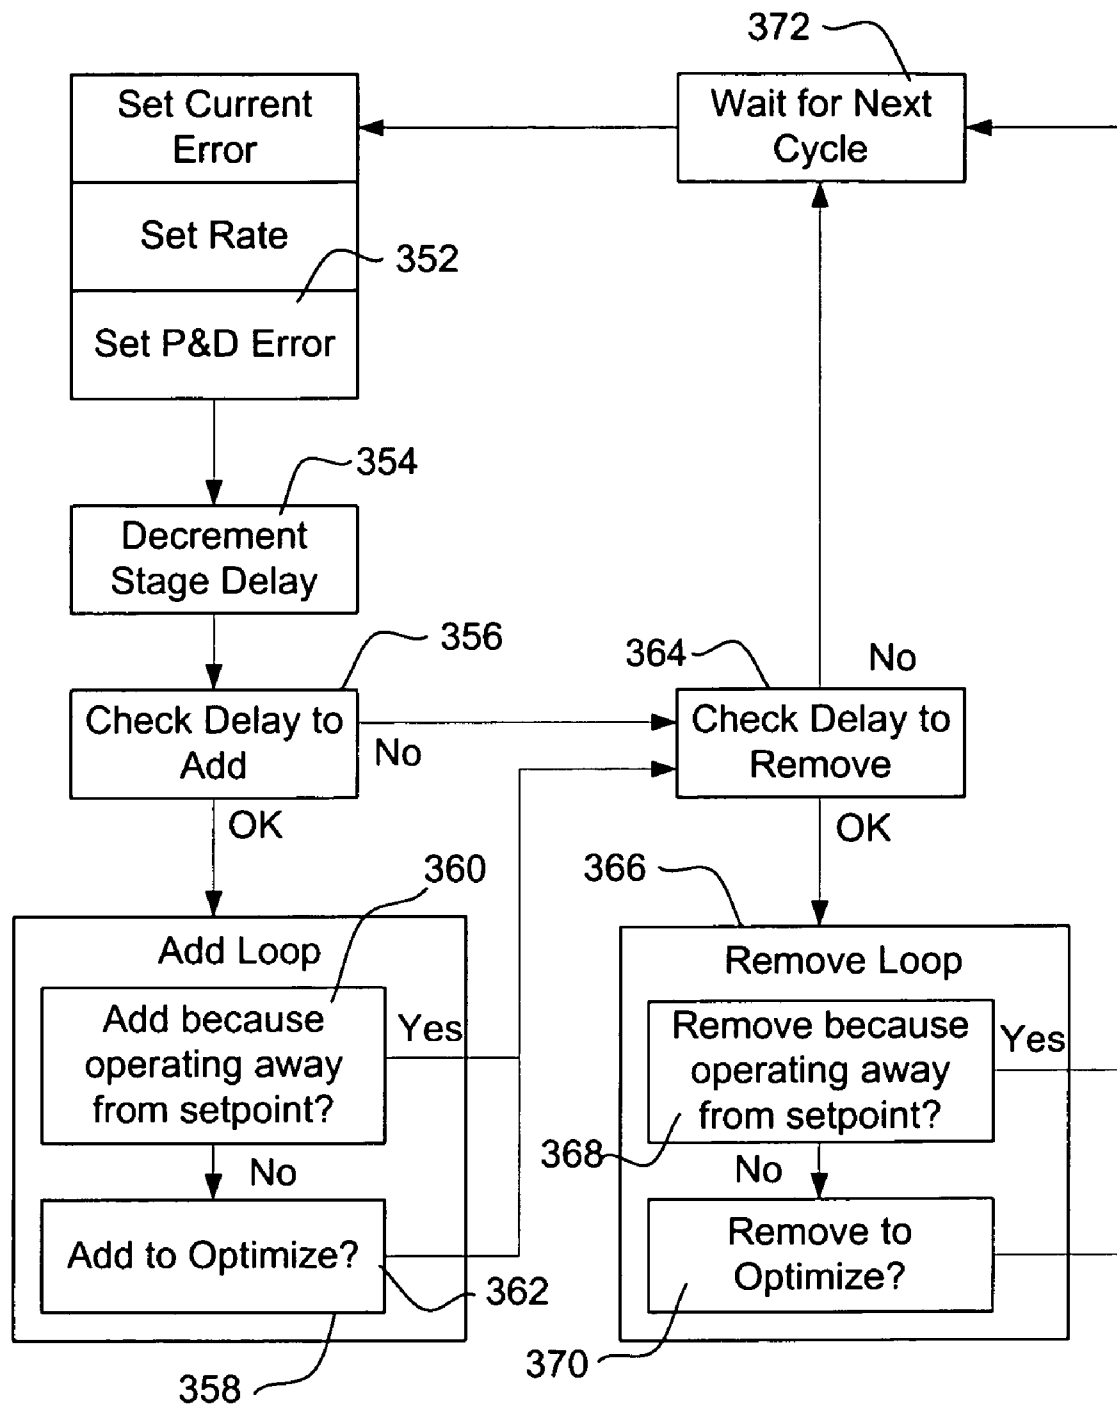 372
Set Current
Error
Wait for Next
Cycle
Set Rate
352
Set P&D Error
354
Decrement
Stage Delay
356
364
No
Check Delay to
Add
No
Check Delay to
Remove
OK
OK
360
366
Add Loop
Remove Loop
Add because
operating away
from setpoint?
Yes
Remove because
operating away
from setpoint?
Yes
368
No
No
Add to Optimize?
362
Remove to
Optimize?
358
370